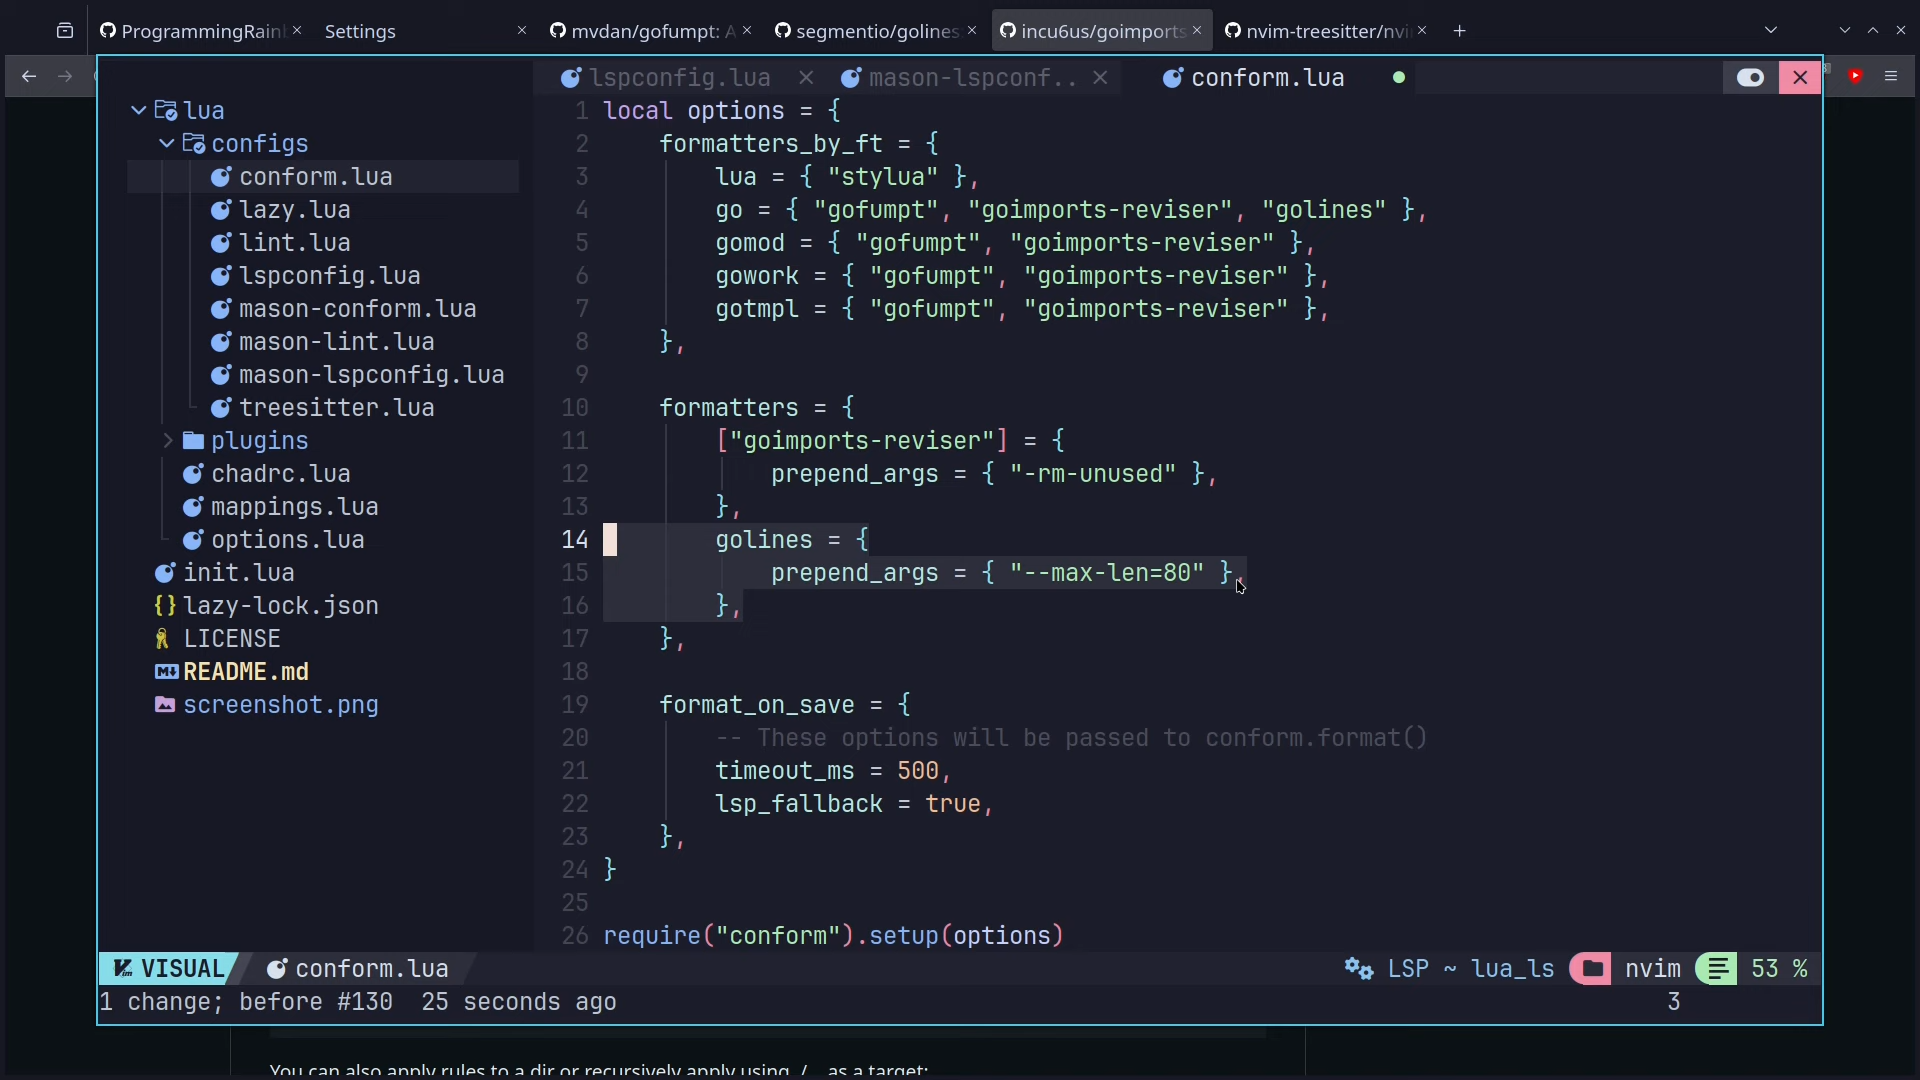 ProgrammingRain
Settings
mvdan/gofumpt: A
segmentio/golines
incu6us/goimports
nvim-treesitter/nvi
lspconfig.lua
mason-lspconf..
conform.lua
lua
configs
conform.lua
lazy.lua
lint.lua
lspconfig.lua
mason-conform.lua
mason-lint.lua
mason-lspconfig.lua
treesitter.lua
plugins
chadrc.lua
mappings.lua
options.lua
init.lua
lazy-lock.json
LICENSE
README.md
screenshot.png
1 local options = {
2 formatters_by_ft = {
3 lua = { "stylua" },
4 go = { "gofumpt", "goimports-reviser", "golines" },
5 gomod = { "gofumpt", "goimports-reviser" },
6 gowork = { "gofumpt", "goimports-reviser" },
7 gotmpl = { "gofumpt", "goimports-reviser" },
8 },
9
10 formatters = {
11 ["goimports-reviser"] = {
12 prepend_args = { "-rm-unused" },
13 },
14 golines = {
15 prepend_args = { "--max-len=80" },
16 },
17 },
18
19 format_on_save = {
20 -- These options will be passed to conform.format()
21 timeout_ms = 500,
22 lsp_fallback = true,
23 },
24 }
25
26 require("conform").setup(options)
VISUAL conform.lua LSP ~ lua_ls nvim 53 %
1 change; before #130 25 seconds ago 3
You can also apply rules to a dir or recursively apply using ./... as a target: